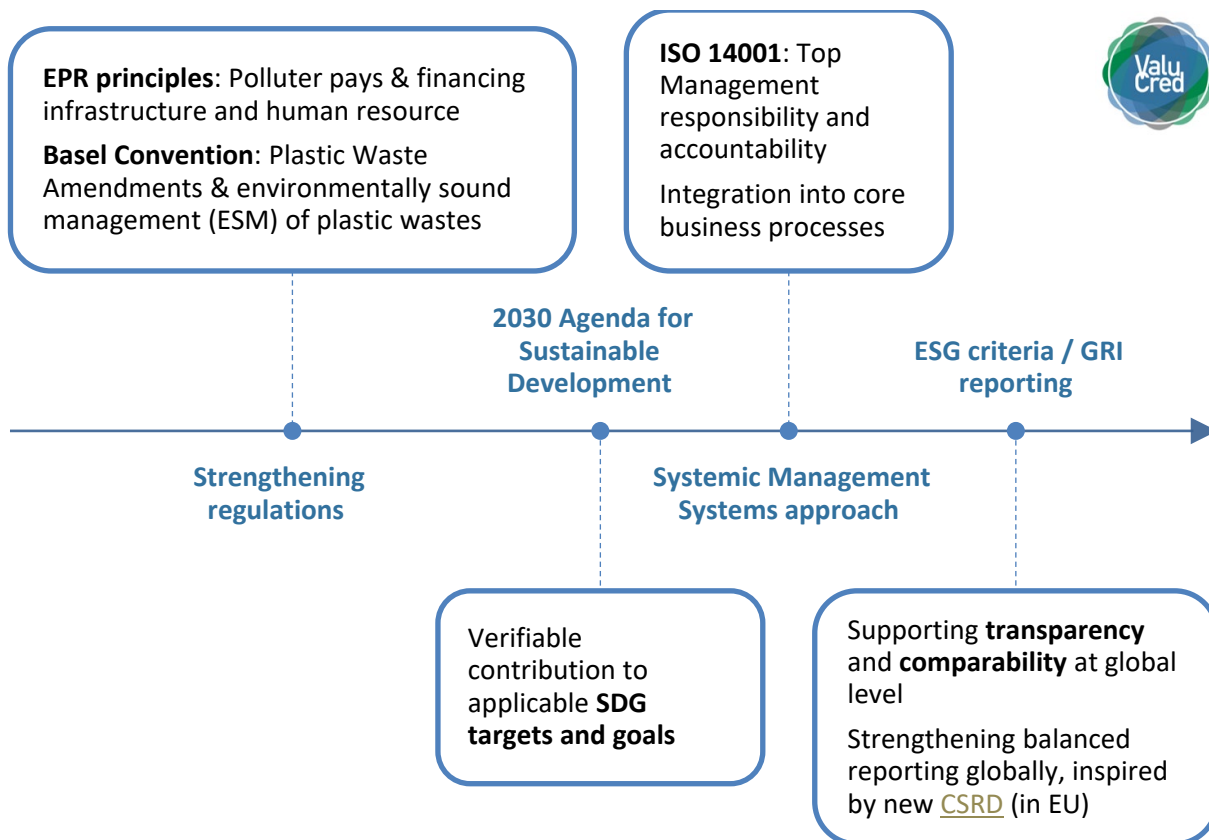 EPR principles: Polluter pays & financing
infrastructure and human resource
Basel Convention: Plastic Waste
Amendments & environmentally sound
management (ESM) of plastic wastes
ISO 14001: Top
Management
responsibility and
accountability
Integration into core
business processes
Valu
Cred
2030 Agenda for
Sustainable
Development
ESG criteria / GRI
reporting
Strengthening
regulations
Systemic Management
Systems approach
Verifiable
contribution to
applicable SDG
targets and goals
Supporting transparency
and comparability at global
level
Strengthening balanced
reporting globally, inspired
by new CSRD (in EU)